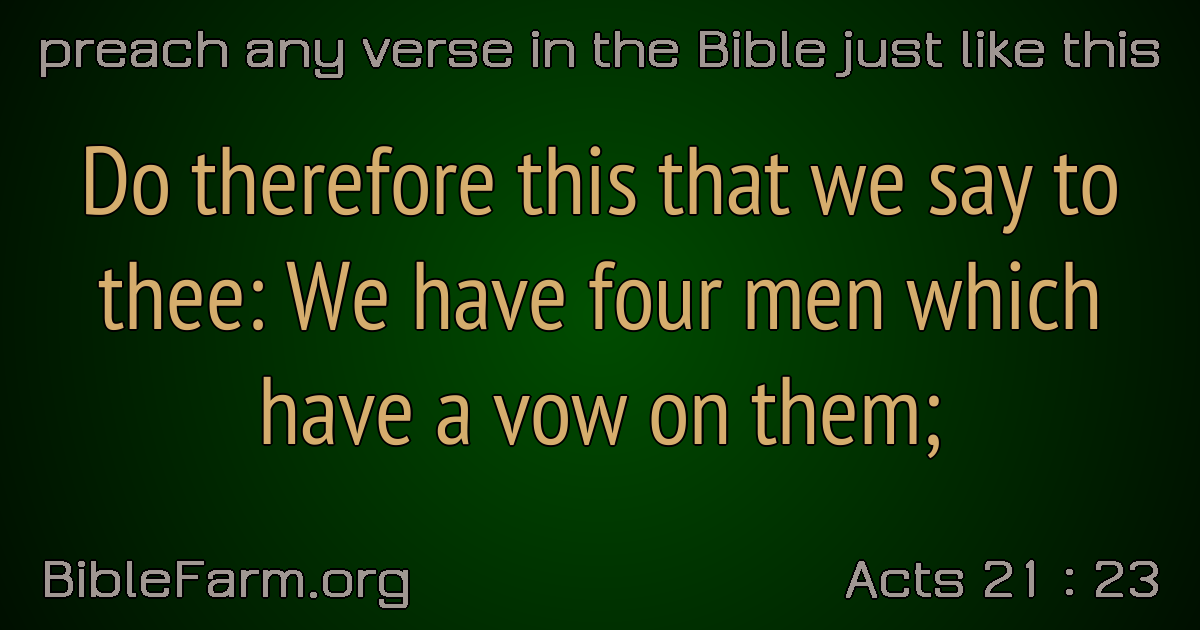 preach any verse in the Bible just like this
Do therefore this that we say to
thee: We have four men which
have a vow on them;
BibleFarm.org
Acts 21 : 23